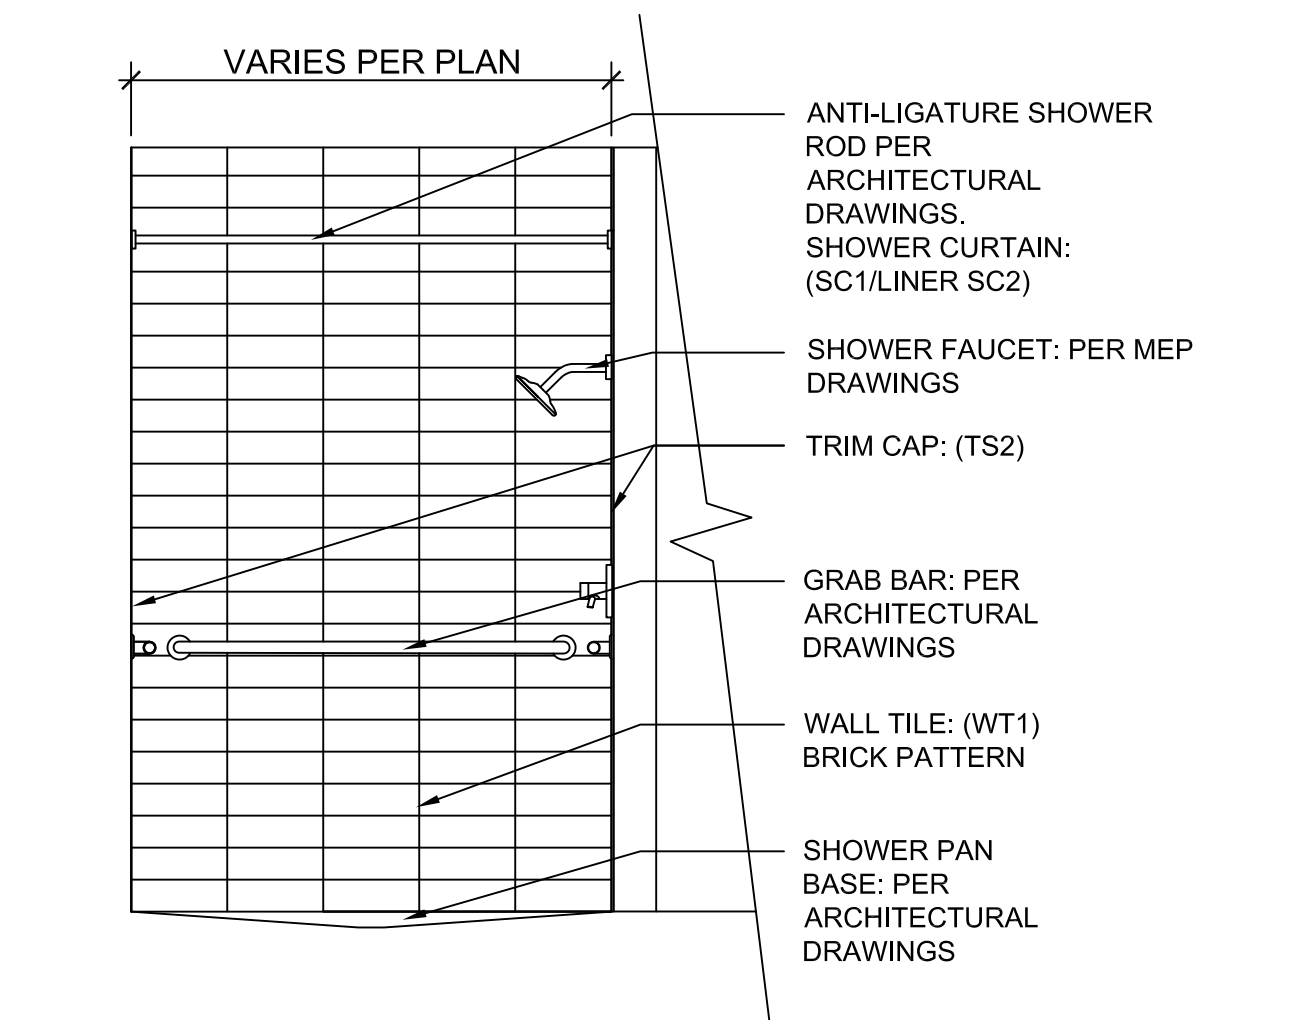 VARIES PER PLAN
ANTI-LIGATURE SHOWER
ROD PER
ARCHITECTURAL
DRAWINGS.
SHOWER CURTAIN:
(SC1/LINER SC2)
SHOWER FAUCET: PER MEP
DRAWINGS
TRIM CAP: (TS2)
GRAB BAR: PER
ARCHITECTURAL
DRAWINGS
WALL TILE: (WT1)
BRICK PATTERN
SHOWER PAN
BASE: PER
ARCHITECTURAL
DRAWINGS